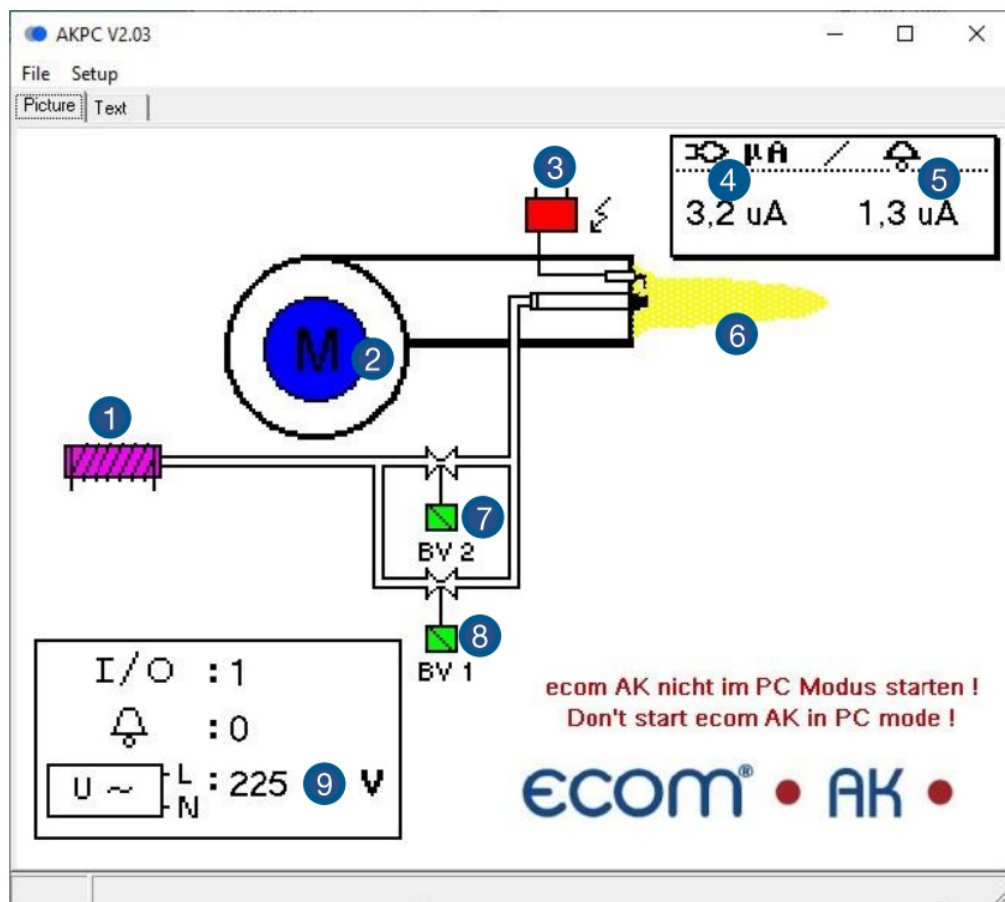 AKPC V2.03
File Setup
Picture Text
3
4 µA / 5
3,2 uA 1,3 uA
6
M 2
1
7
BV 2
8
BV 1
I/O : 1
: 0
U ~ L : 225 9 V
N
ecom AK nicht im PC Modus starten !
Don't start ecom AK in PC mode !
ecom® • AK •